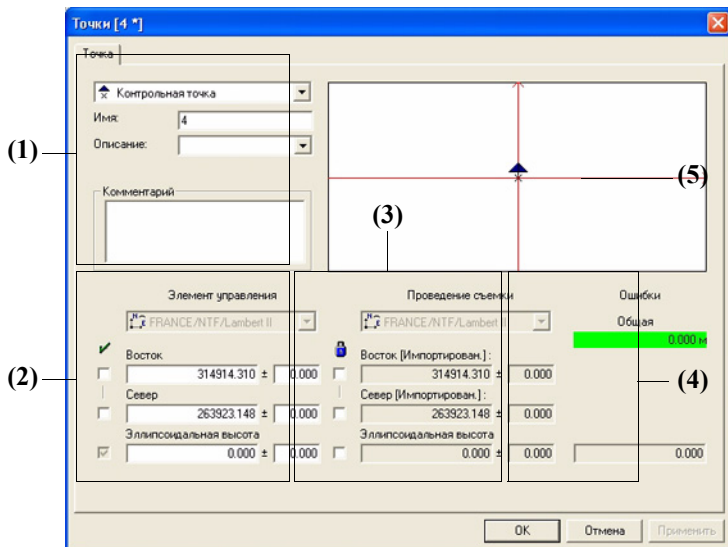 Точки [4 *]
Точка
Контрольная точка
Имя: 4
Описание:
Комментарий
(1)
(5)
(3)
Элемент управления Проведение съемки Ошибки
FRANCE/NTF/Lambert II FRANCE/NTF/Lambert II Общая
0.000 м
Восток Восток [Импортирован.] :
314914.310 ± 0.000 314914.310 ± 0.000
(2)
(4)
Север Север [Импортирован.] :
263923.148 ± 0.000 263923.148 ± 0.000
Эллипсоидальная высота Эллипсоидальная высота
0.000 ± 0.000 0.000 ± 0.000 0.000
OK Отмена Применить